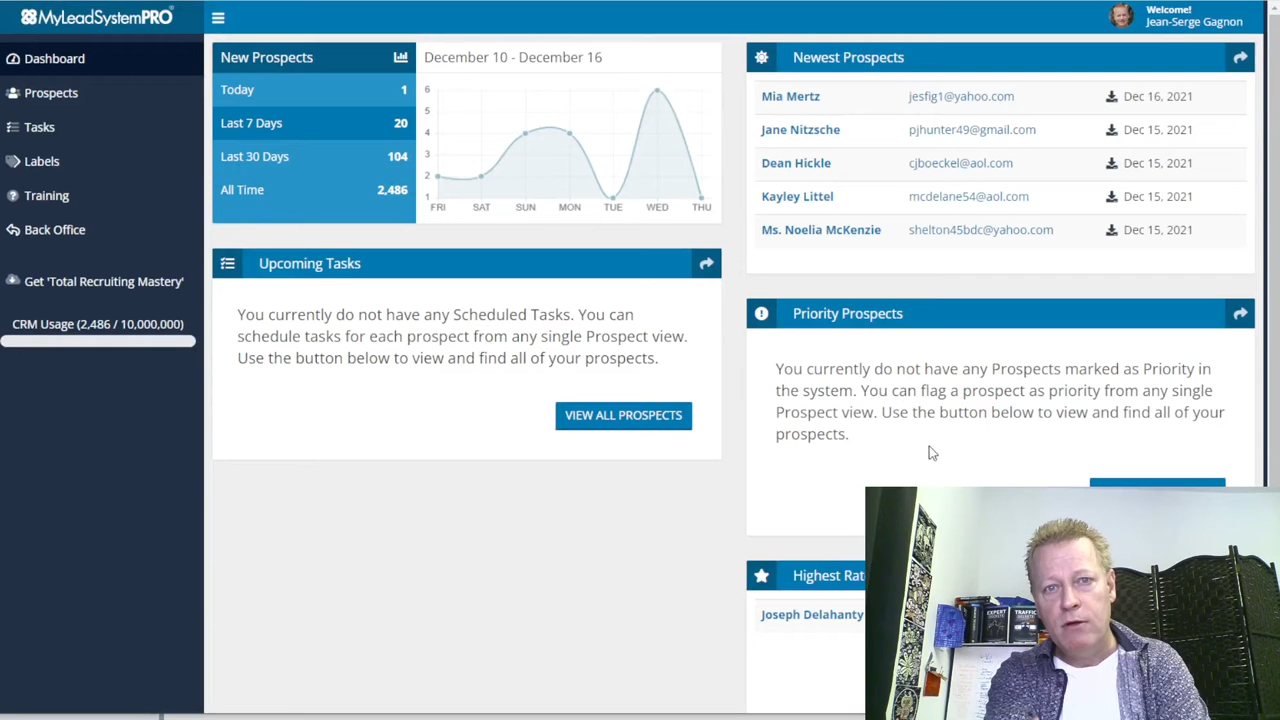 MyLeadSystemPRO
Welcome!
Jean-Serge Gagnon
Dashboard
Prospects
Tasks
Labels
Training
Back Office
Get 'Total Recruiting Mastery'
CRM Usage (2,486 / 10,000,000)
New Prospects
Today 1
Last 7 Days 20
Last 30 Days 104
All Time 2,486
December 10 - December 16
6
5
4
3
2
1
FRI SAT SUN MON TUE WED THU
Upcoming Tasks
You currently do not have any Scheduled Tasks. You can
schedule tasks for each prospect from any single Prospect view.
Use the button below to view and find all of your prospects.
VIEW ALL PROSPECTS
Newest Prospects
Mia Mertz jesfig1@yahoo.com Dec 16, 2021
Jane Nitzsche pjhunter49@gmail.com Dec 15, 2021
Dean Hickle cjboeckel@aol.com Dec 15, 2021
Kayley Littel mcdelane54@aol.com Dec 15, 2021
Ms. Noelia McKenzie shelton45bdc@yahoo.com Dec 15, 2021
Priority Prospects
You currently do not have any Prospects marked as Priority in
the system. You can flag a prospect as priority from any single
Prospect view. Use the button below to view and find all of your
prospects.
Highest Rat
Joseph Delahanty
EXPERT
SECRETS
TRAFFIC
SECRETS